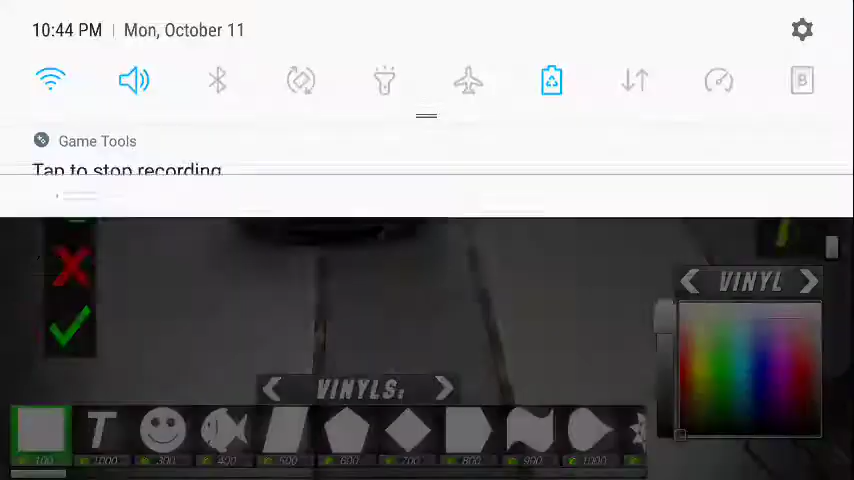 10:44 PM | Mon, October 11
B
Game Tools
Tap to stop recording
VINYL
VINYLS:
T
100 1000 300 400 500 600 700 800 900 1000